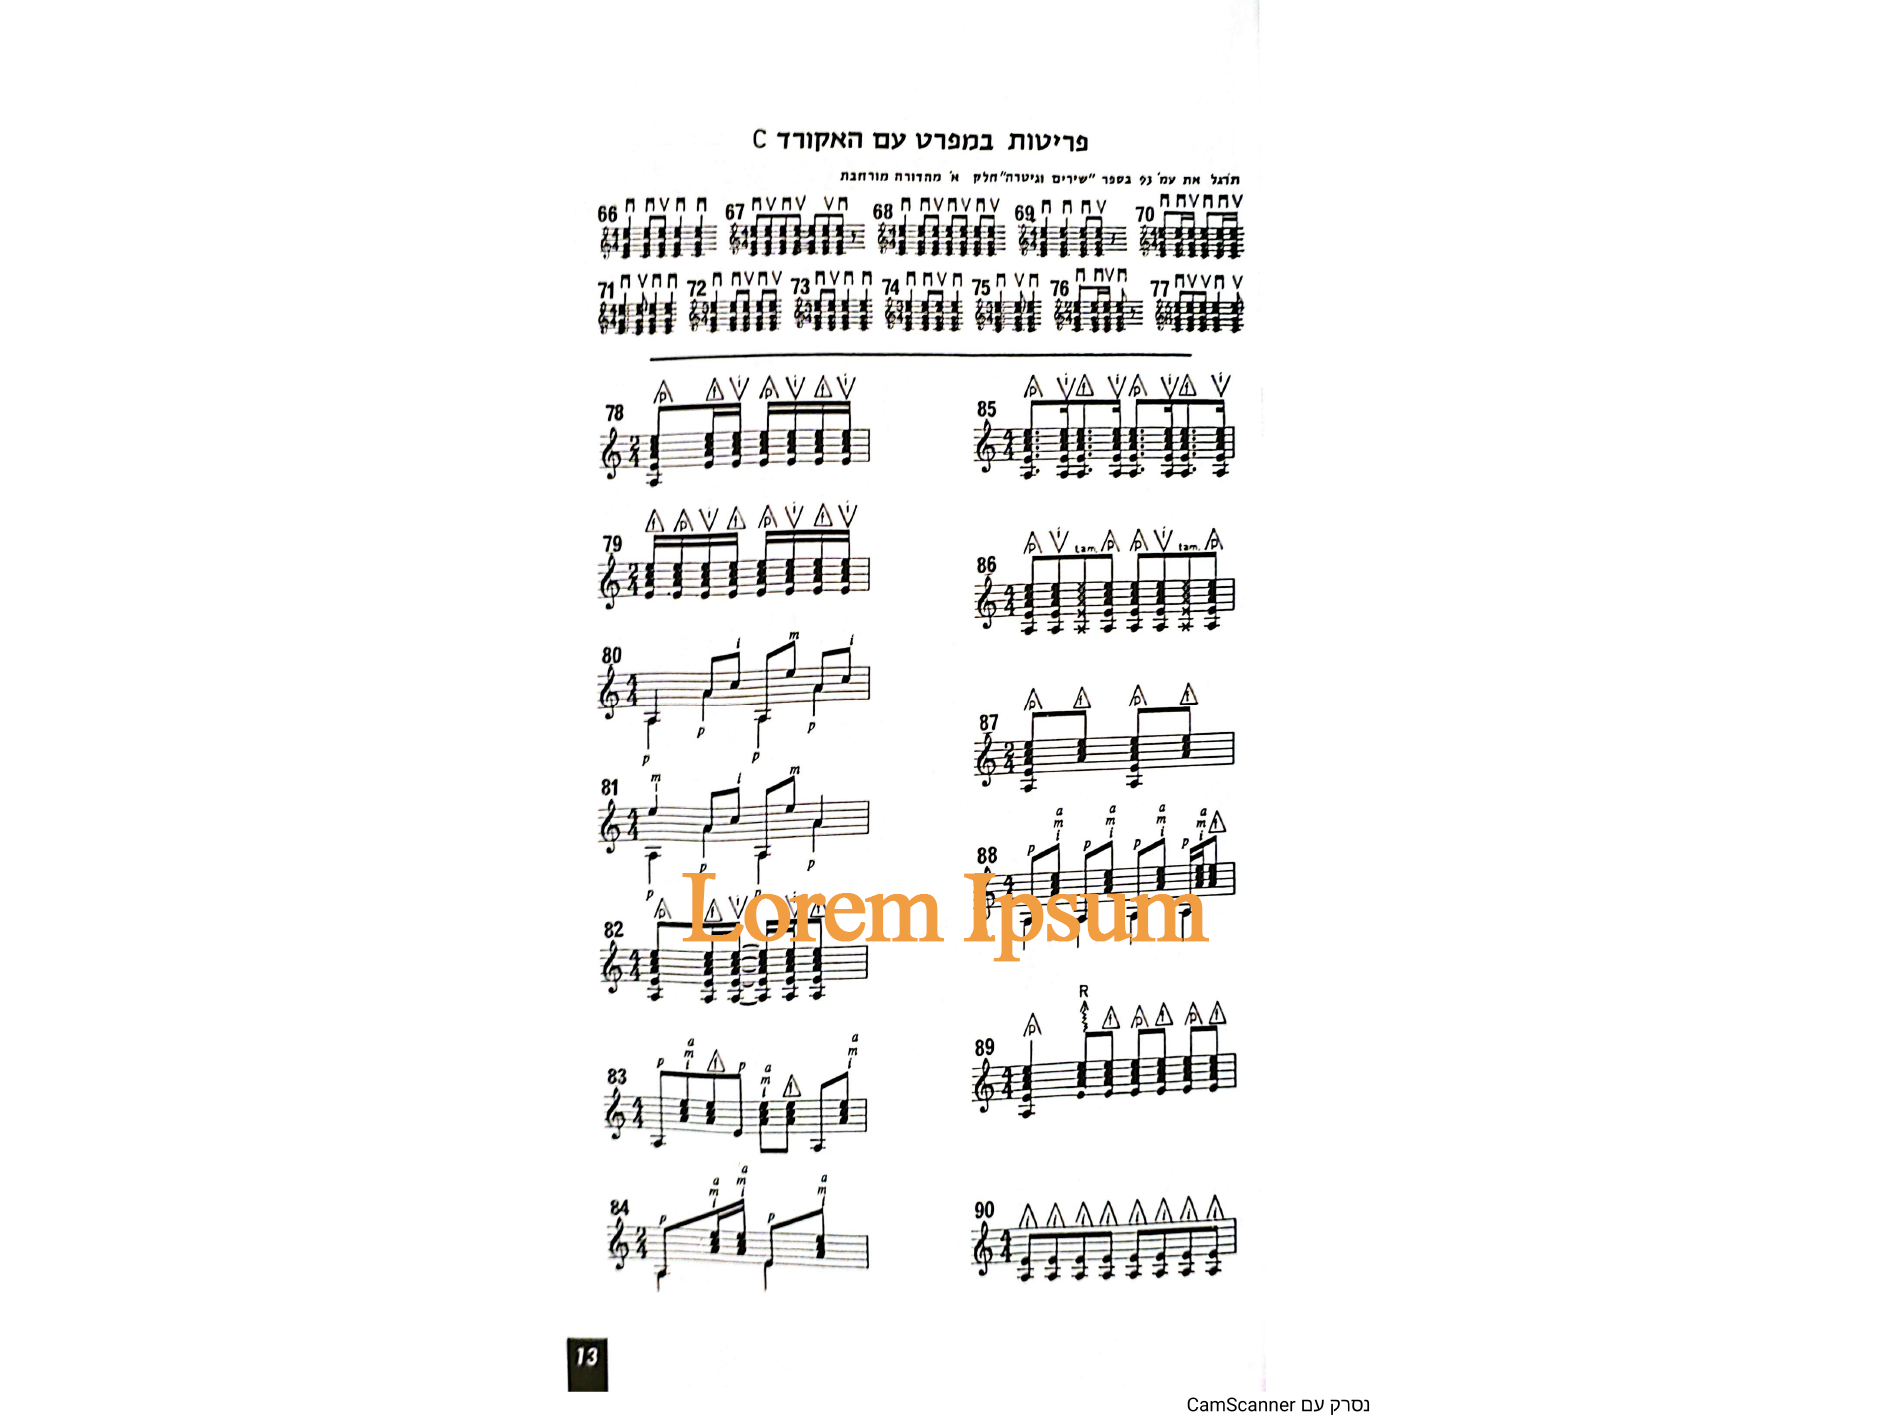 פריטות במפרט עם האקורד C
תרגל את עמ' 93 בספר "שירים וגיטרה" חלק א' מהדורה מורחבת
66 67 68 69 70
71 72 73 74 75 76 77
78
85
79
86
tam. tam.
80
i m i
p p p p
87
81
m i m
p p p p
88
a a a a
m m m m
i i i i
p p p p
Lorem Ipsum
82
R
89
83
a a a
m m m
i i i
p p
84
a a a
m m m
i i i
p p
90
13
נסרק עם CamScanner